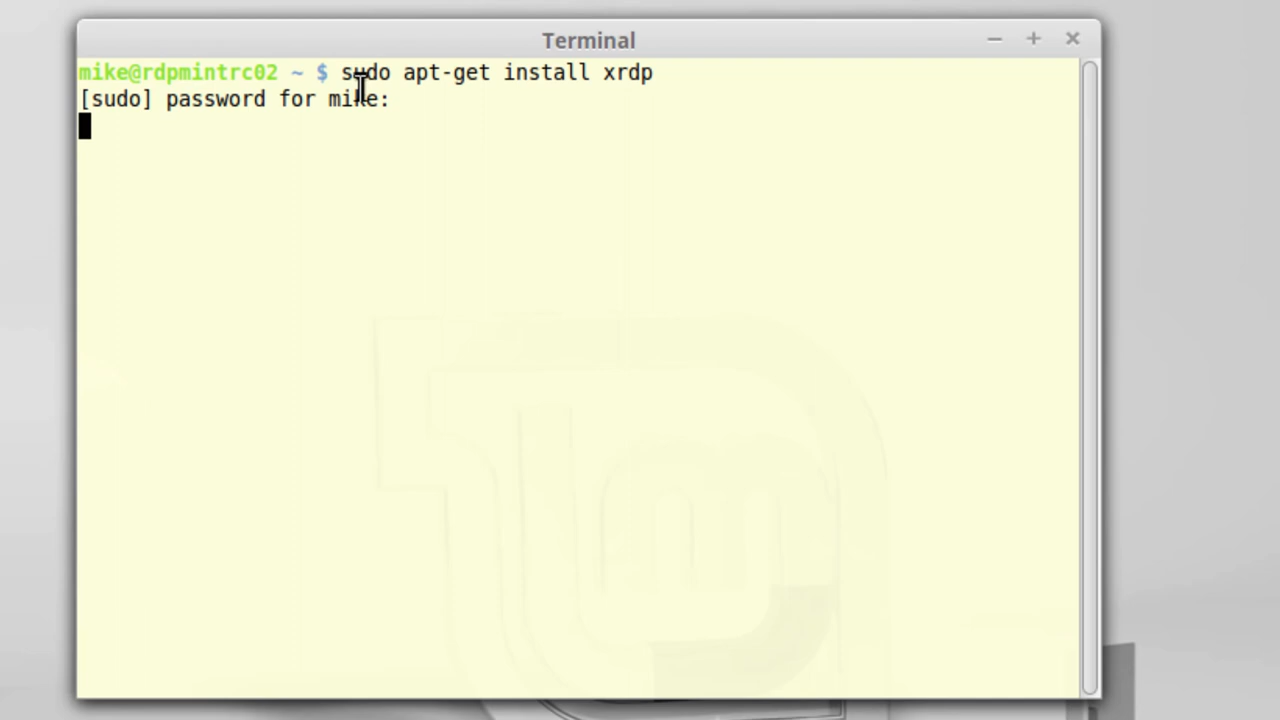 Terminal
mike@rdpmintrc02 ~ $ sudo apt-get install xrdp
[sudo] password for mike: